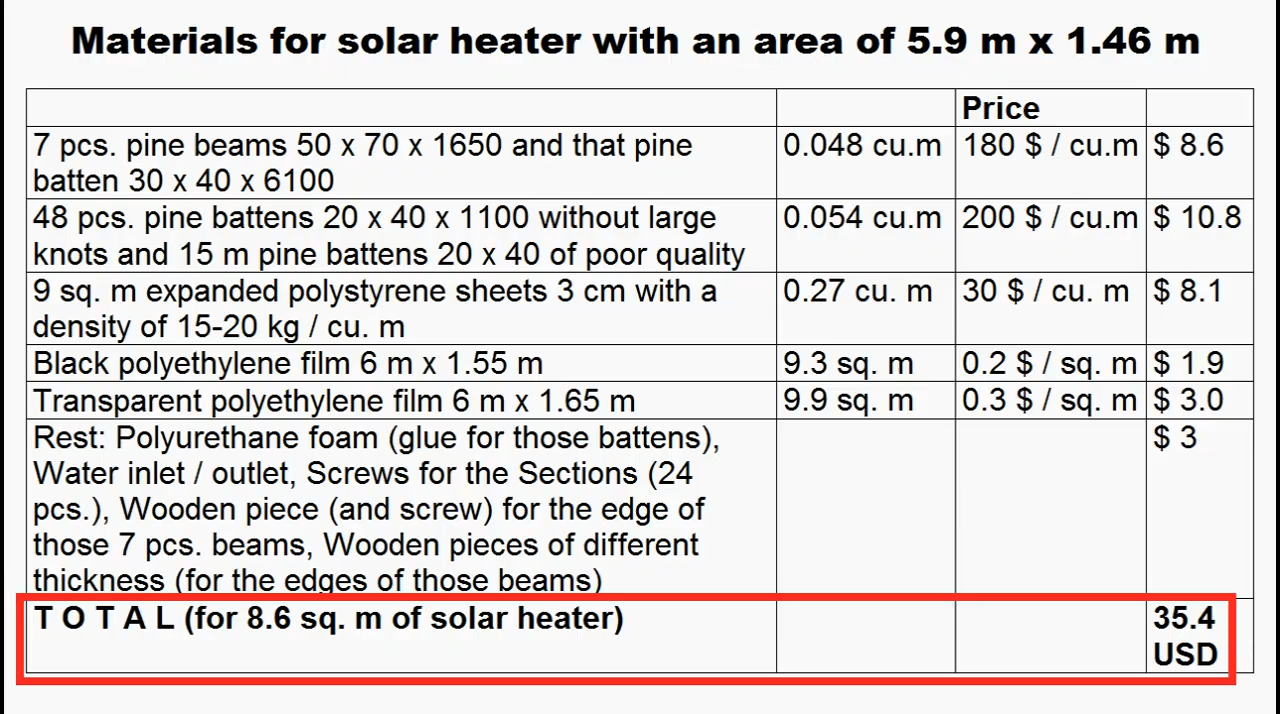 Materials for solar heater with an area of 5.9 m x 1.46 m
Price
7 pcs. pine beams 50 x 70 x 1650 and that pine 0.048 cu.m 180 $ / cu.m $ 8.6
batten 30 x 40 x 6100
48 pcs. pine battens 20 x 40 x 1100 without large 0.054 cu.m 200 $ / cu.m $ 10.8
knots and 15 m pine battens 20 x 40 of poor quality
9 sq. m expanded polystyrene sheets 3 cm with a 0.27 cu. m 30 $ / cu. m $ 8.1
density of 15-20 kg / cu. m
Black polyethylene film 6 m x 1.55 m 9.3 sq. m 0.2 $ / sq. m $ 1.9
Transparent polyethylene film 6 m x 1.65 m 9.9 sq. m 0.3 $ / sq. m $ 3.0
Rest: Polyurethane foam (glue for those battens), $ 3
Water inlet / outlet, Screws for the Sections (24
pcs.), Wooden piece (and screw) for the edge of
those 7 pcs. beams, Wooden pieces of different
thickness (for the edges of those beams)
T O T A L (for 8.6 sq. m of solar heater) 35.4
USD